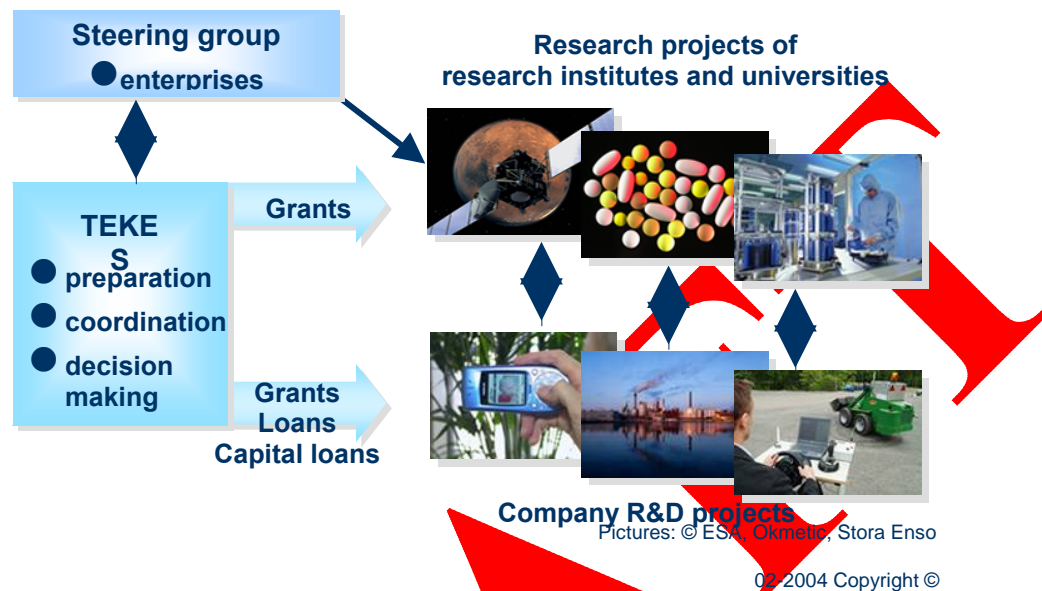 Steering group
● enterprises
Research projects of
research institutes and universities
TEKE
S
● preparation
● coordination
● decision
making
Grants
Grants
Loans
Capital loans
Company R&D projects
Pictures: © ESA, Okmetic, Stora Enso
02-2004 Copyright ©